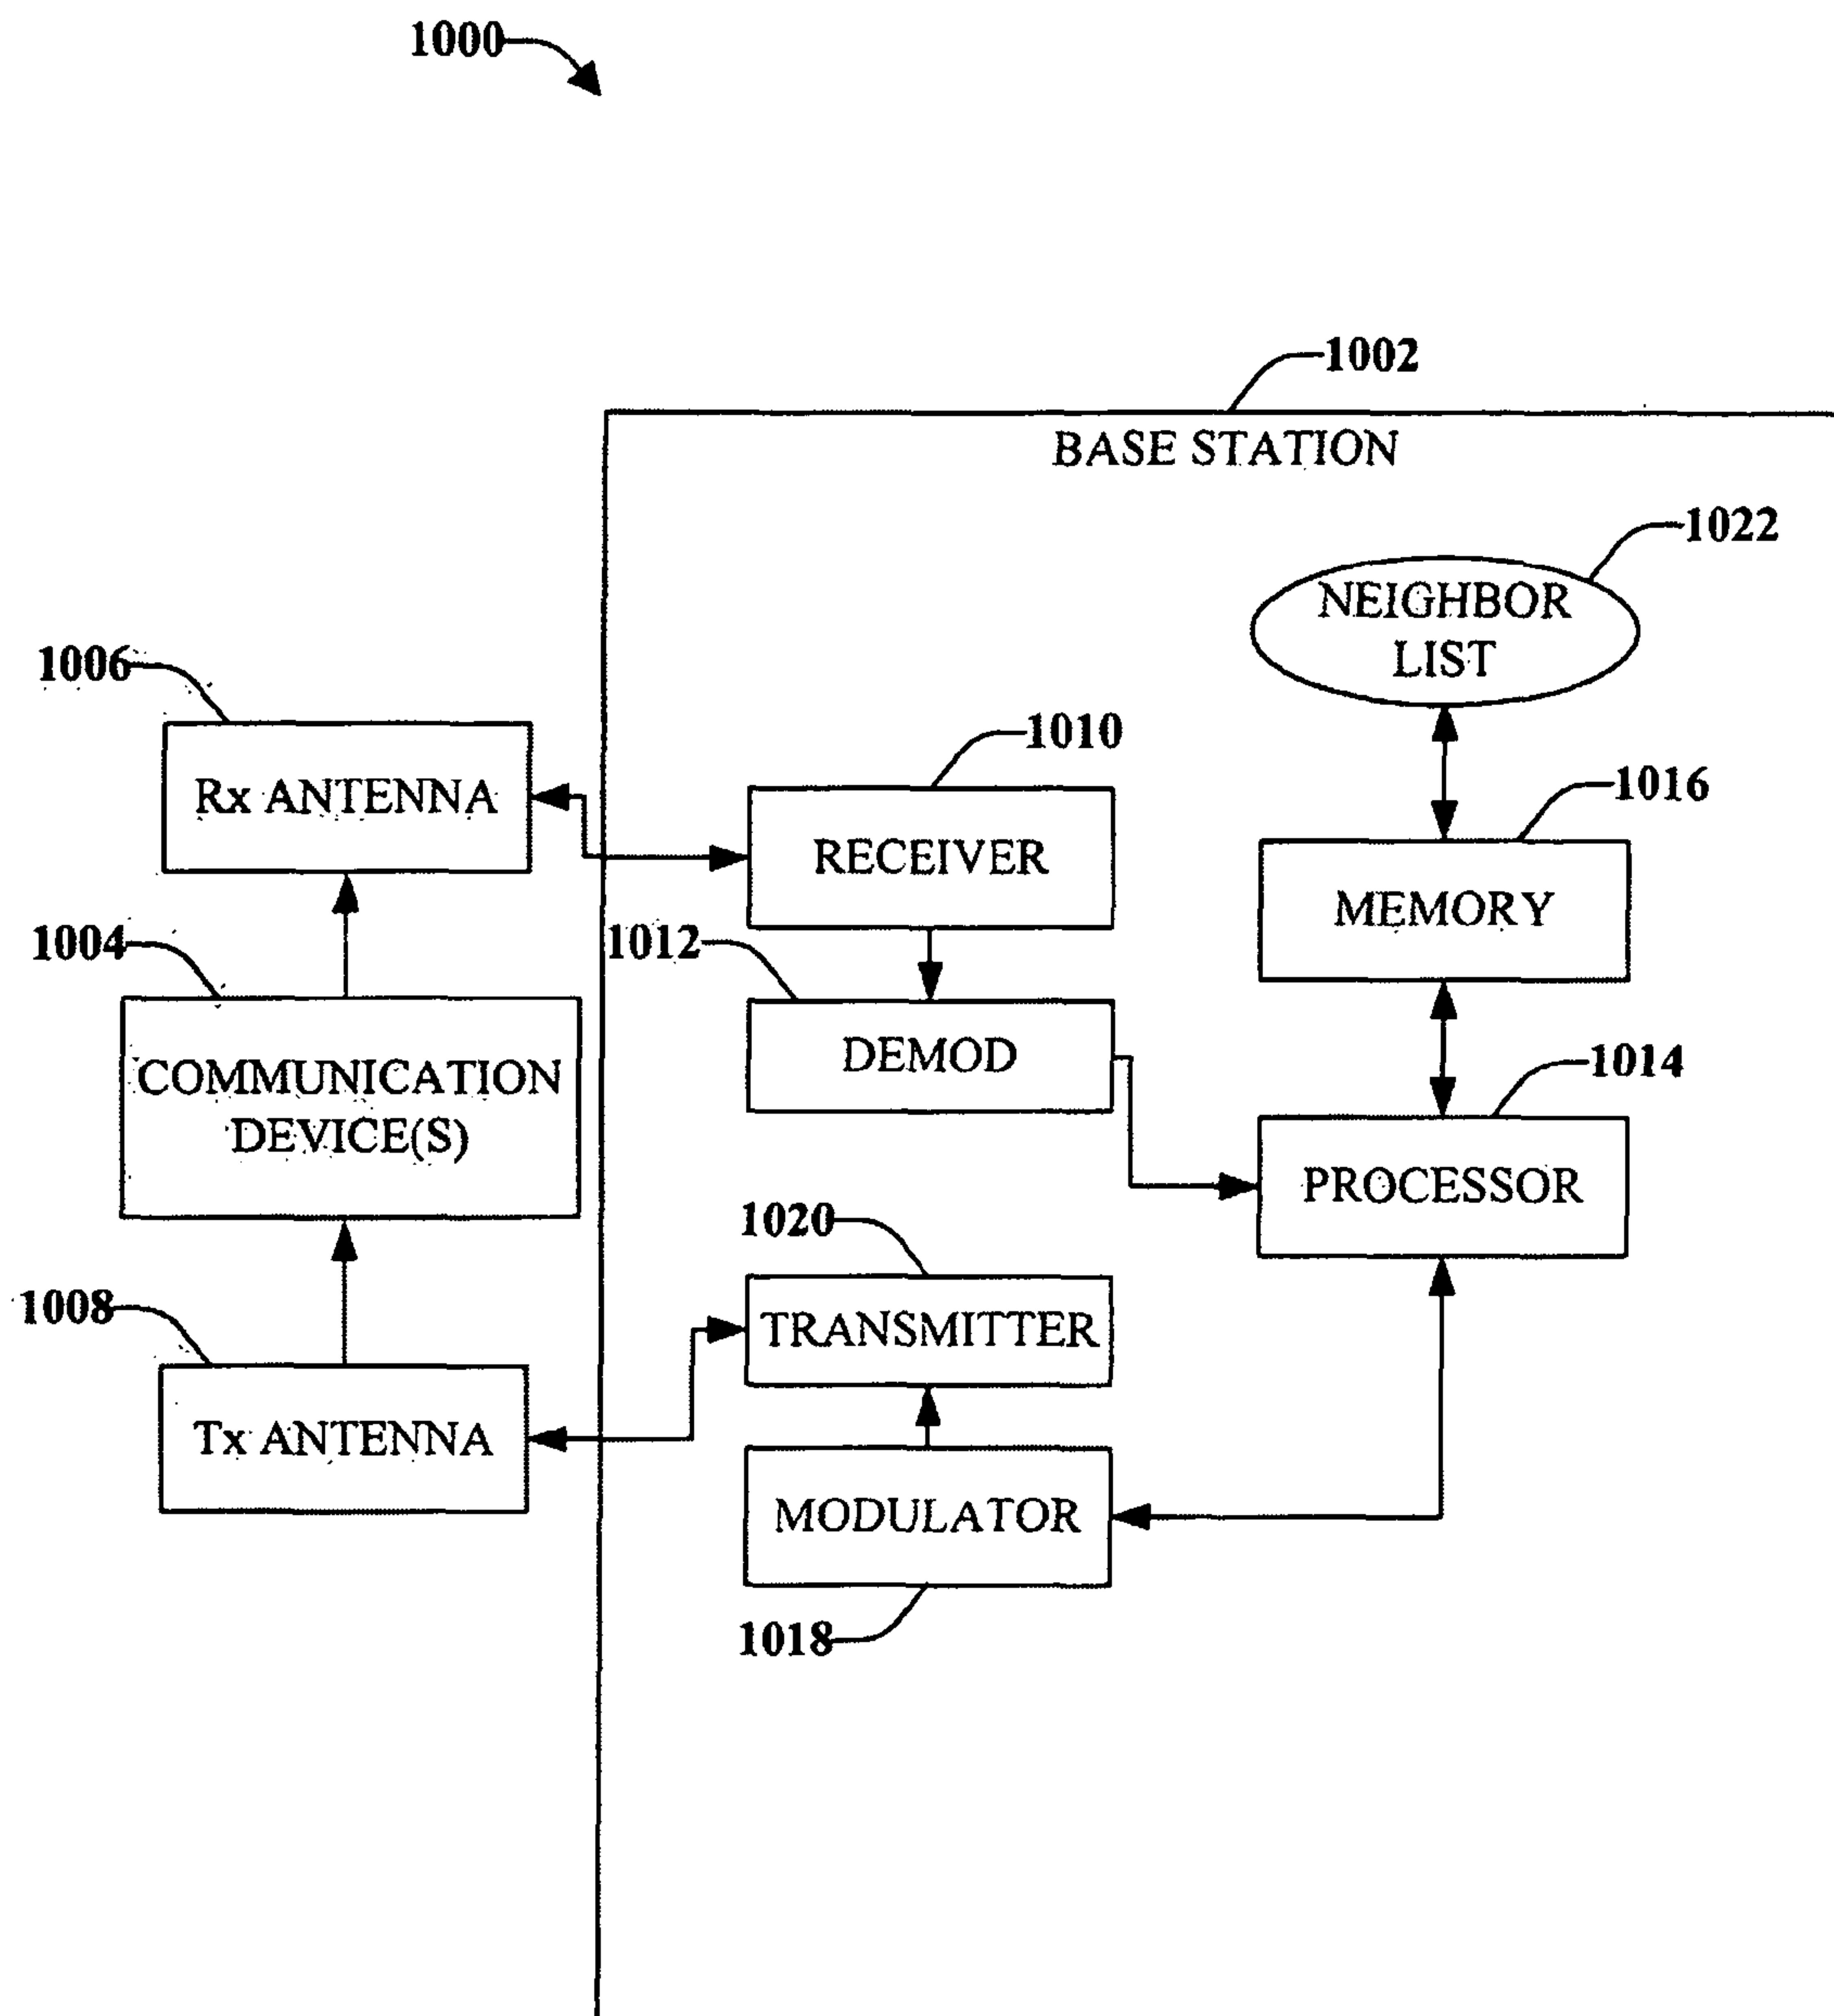 1000
1002
BASE STATION
1022
NEIGHBOR
LIST
1006
Rx ANTENNA
1010
RECEIVER
1016
MEMORY
1004
COMMUNICATION
DEVICE(S)
1012
DEMOD
1014
PROCESSOR
1020
TRANSMITTER
1008
Tx ANTENNA
MODULATOR
1018